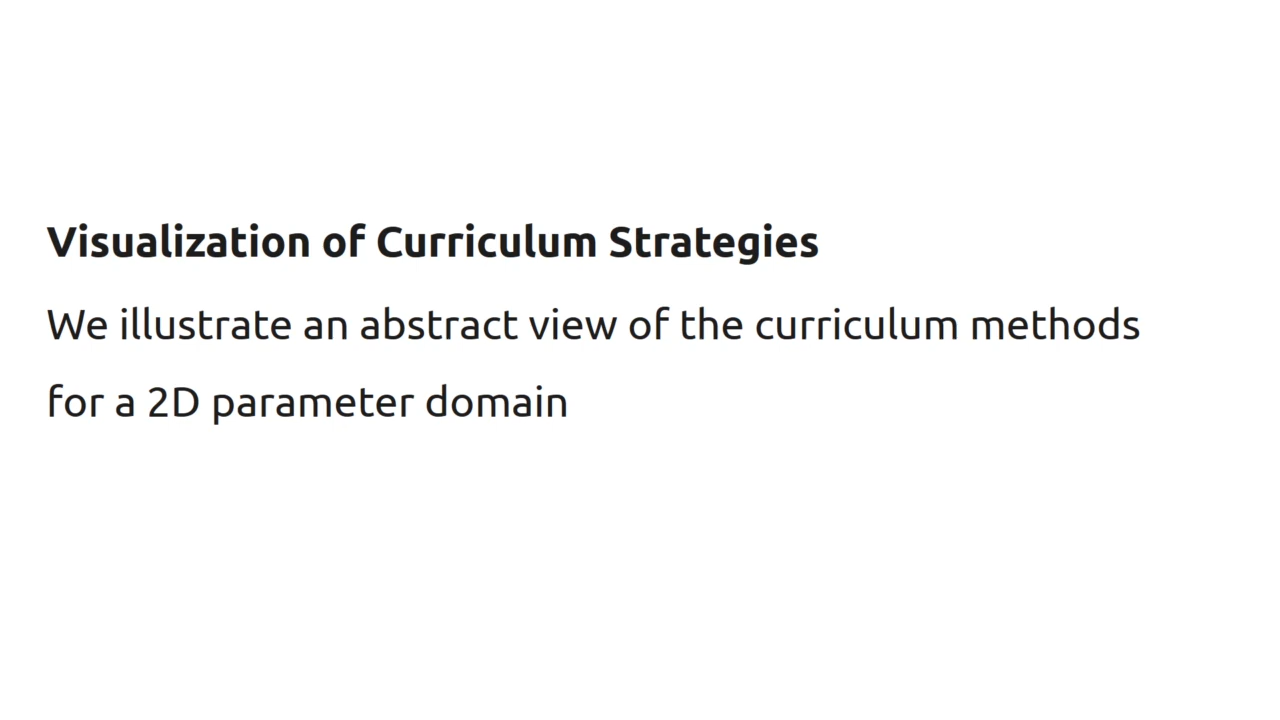 Visualization of Curriculum Strategies
We illustrate an abstract view of the curriculum methods
for a 2D parameter domain